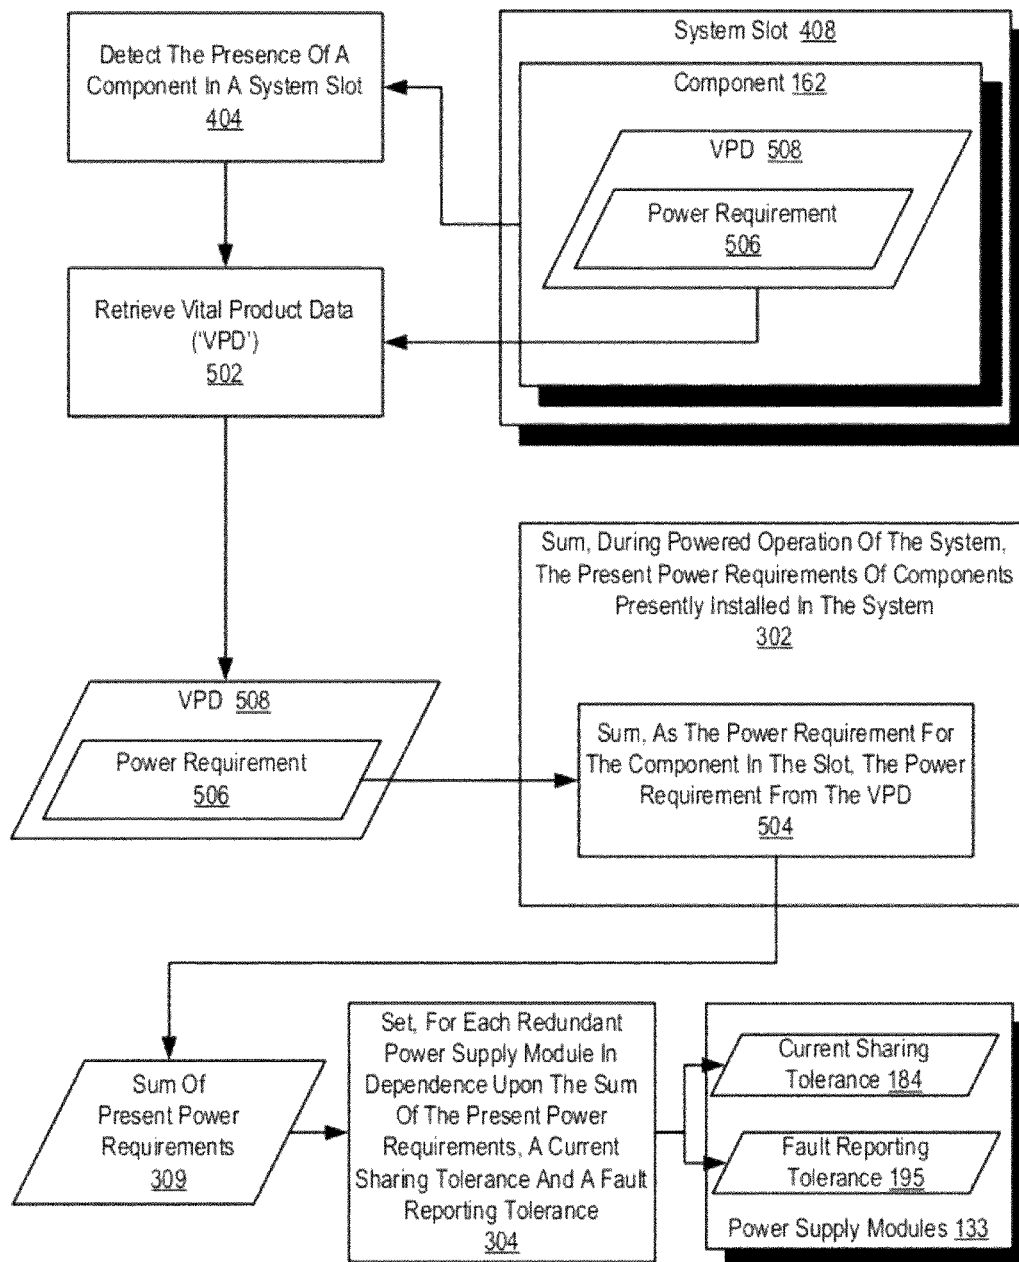 Detect The Presence Of A
Component In A System Slot
404
System Slot 408
Component 162
VPD 508
Power Requirement
506
Retrieve Vital Product Data
('VPD')
502
Sum, During Powered Operation Of The System,
The Present Power Requirements Of Components
Presently Installed In The System
302
VPD 508
Power Requirement
506
Sum, As The Power Requirement For
The Component In The Slot, The Power
Requirement From The VPD
504
Sum Of
Present Power
Requirements
309
Set, For Each Redundant
Power Supply Module In
Dependence Upon The Sum
Of The Present Power
Requirements, A Current
Sharing Tolerance And A Fault
Reporting Tolerance
304
Current Sharing
Tolerance 184
Fault Reporting
Tolerance 195
Power Supply Modules 133